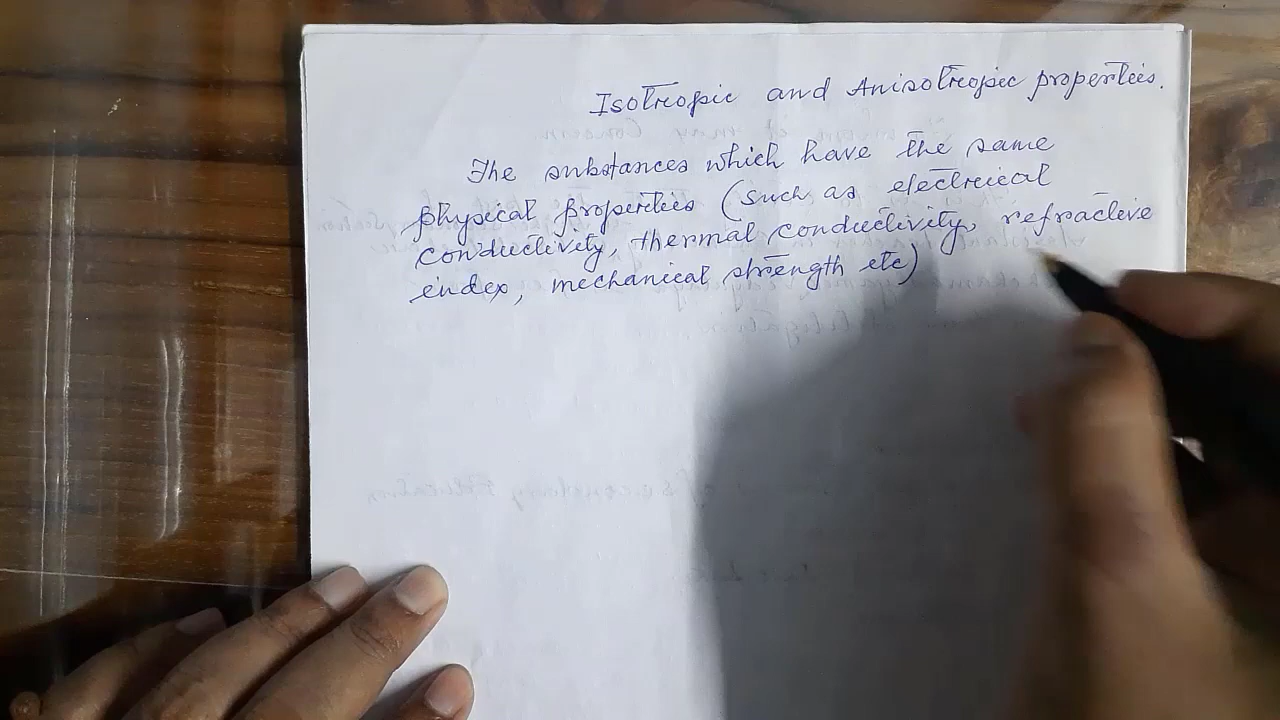 Isotropic and Anisotropic properties.
The substances which have the same
physical properties (such as electrical
conductivity, thermal conductivity, refractive
index, mechanical strength etc)